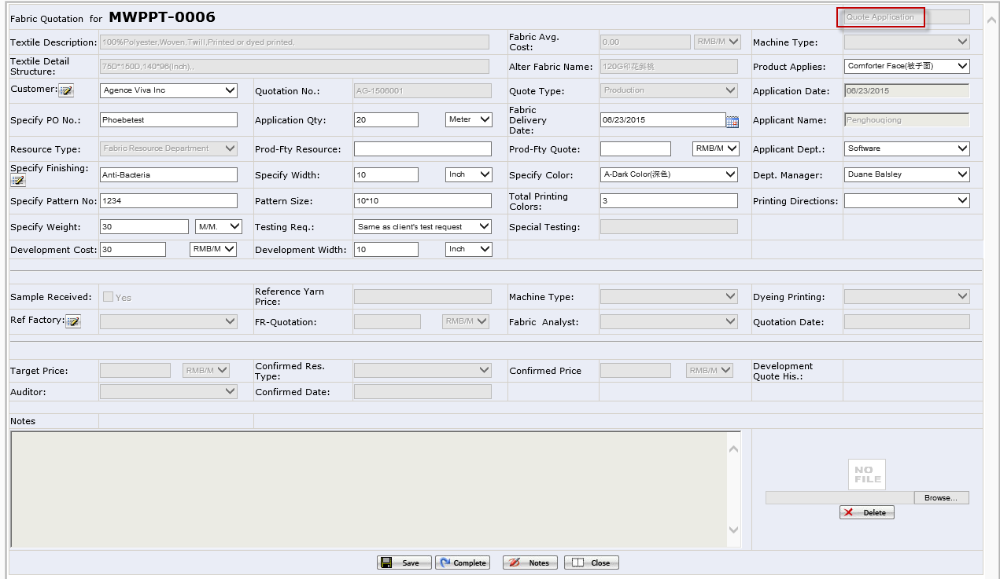 Fabric Quotation for MWPPT-0006 Quote Application
Textile Description: 100%Polyester,Woven,Twill,Printed or dyed printed, Fabric Avg. Cost: 0.00 RMB/M Machine Type:
Textile Detail Structure: 75D*150D,140*96(Inch),, Alter Fabric Name: 120G印花斜桃 Product Applies: Comforter Face(被子面)
Customer: Agence Viva Inc Quotation No.: AG-1506001 Quote Type: Production Application Date: 06/23/2015
Specify PO No.: Phoebetest Application Qty: 20 Meter Fabric Delivery Date: 06/23/2015 Applicant Name: Penghouqiong
Resource Type: Fabric Resource Department Prod-Fty Resource: Prod-Fty Quote: RMB/M Applicant Dept.: Software
Specify Finishing: Anti-Bacteria Specify Width: 10 Inch Specify Color: A-Dark Color(深色) Dept. Manager: Duane Balsley
Specify Pattern No: 1234 Pattern Size: 10*10 Total Printing Colors: 3 Printing Directions:
Specify Weight: 30 M/M. Testing Req.: Same as client's test request Special Testing:
Development Cost: 30 RMB/M Development Width: 10 Inch
Sample Received: Yes Reference Yarn Price: Machine Type: Dyeing Printing:
Ref Factory: FR-Quotation: RMB/M Fabric Analyst: Quotation Date:
Target Price: RMB/M Confirmed Res. Type: Confirmed Price RMB/M Development Quote His.:
Auditor: Confirmed Date:
Notes
NO FILE
Browse...
Delete
Save Complete Notes Close